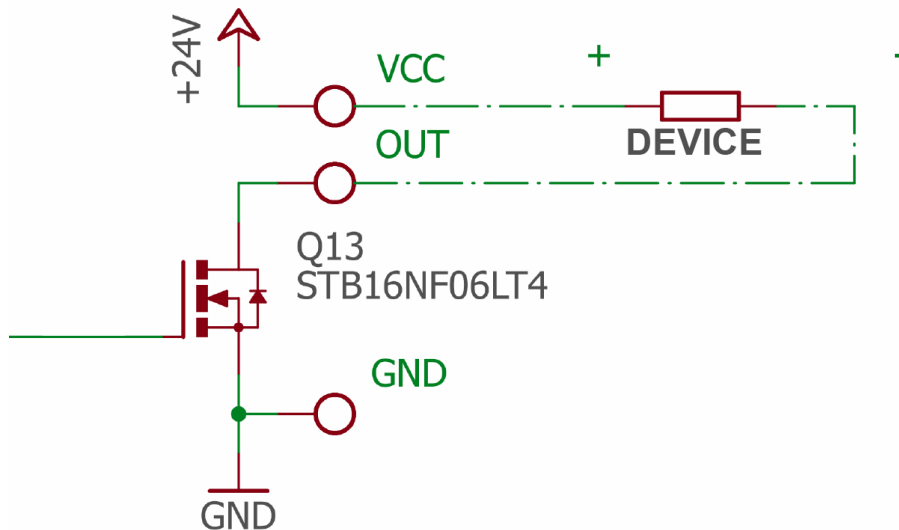 +24V
VCC
+
DEVICE
OUT
Q13
STB16NF06LT4
GND
GND